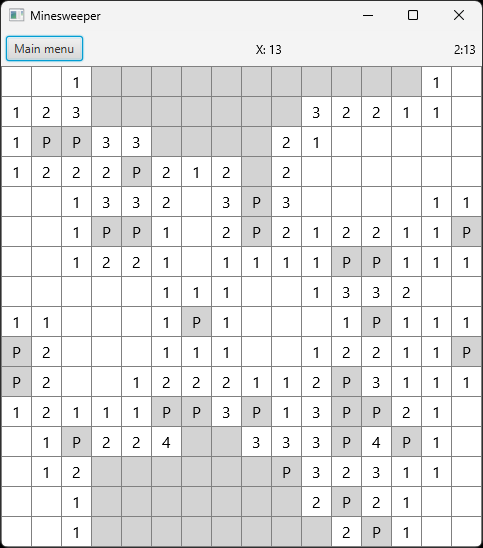 Minesweeper
Main menu X: 13 2:13
1 1
1 2 3 3 2 2 1 1
1 P P 3 3 2 1
1 2 2 2 P 2 1 2 2
1 3 3 2 3 P 3 1 1
1 P P 1 2 P 2 1 2 2 1 1 P
1 2 2 1 1 1 1 1 P P 1 1 1
1 1 1 1 3 3 2
1 1 1 P 1 1 P 1 1 1
P 2 1 1 1 1 2 2 1 1 P
P 2 1 2 2 2 1 1 2 P 3 1 1 1
1 2 1 1 1 P P 3 P 1 3 P P 2 1
1 P 2 2 4 3 3 3 P 4 P 1
1 2 P 3 2 3 1 1
1 2 P 2 1
1 2 P 1